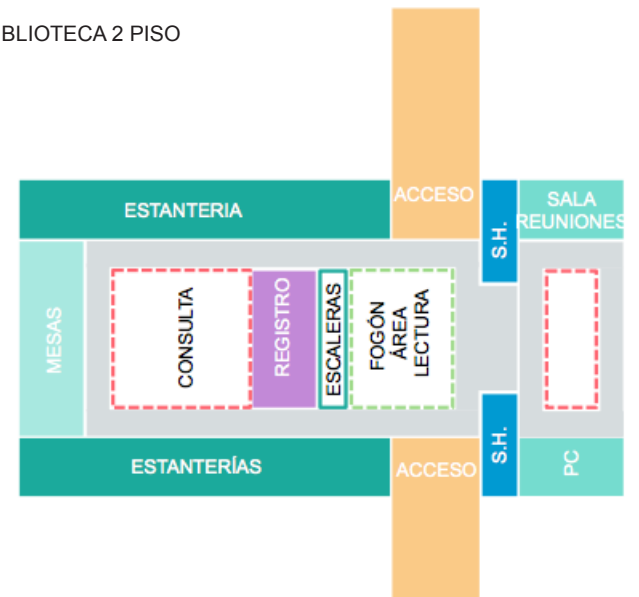 BLIOTECA 2 PISO
ACCESO
ESTANTERIA
S.H.
SALA
REUNIONES
MESAS
CONSULTA
REGISTRO
ESCALERAS
FOGÓN
ÁREA
LECTURA
ESTANTERÍAS
ACCESO
S.H.
PC